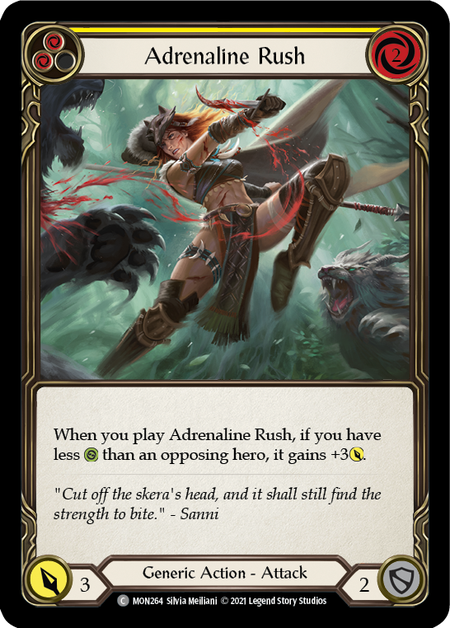 Adrenaline Rush
2
When you play Adrenaline Rush, if you have
less than an opposing hero, it gains +3.
"Cut off the skera's head, and it shall still find the
strength to bite." - Sanni
3
Generic Action - Attack
2
C MON264 Silvia Meiliani © 2021 Legend Story Studios